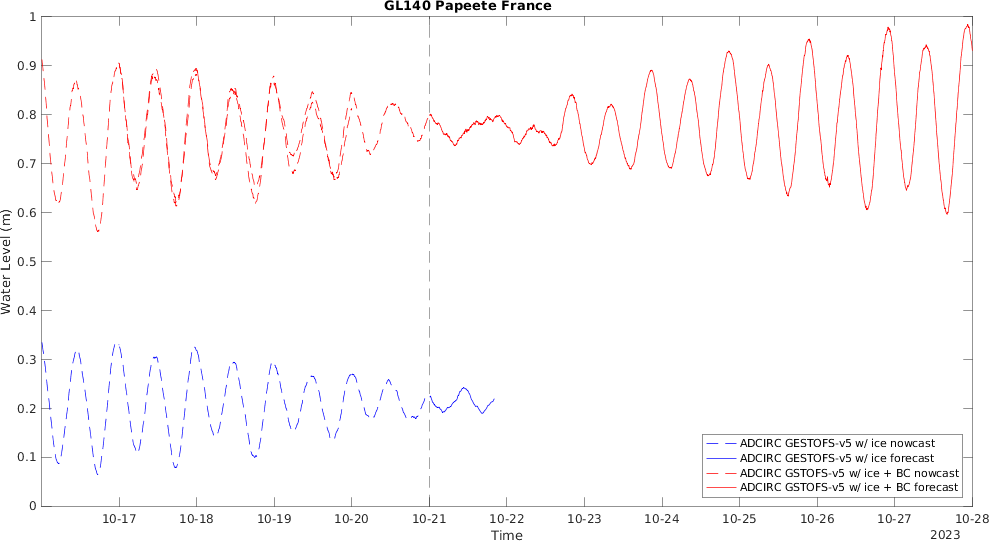 GL140 Papeete France
1
0.9
0.8
0.7
0.6
0.5
0.4
0.3
0.2
0.1
0
Water Level (m)
10-17 10-18 10-19 10-20 10-21 10-22 10-23 10-24 10-25 10-26 10-27 10-28
Time
2023
ADCIRC GESTOFS-v5 w/ ice nowcast
ADCIRC GESTOFS-v5 w/ ice forecast
ADCIRC GSTOFS-v5 w/ ice + BC nowcast
ADCIRC GSTOFS-v5 w/ ice + BC forecast